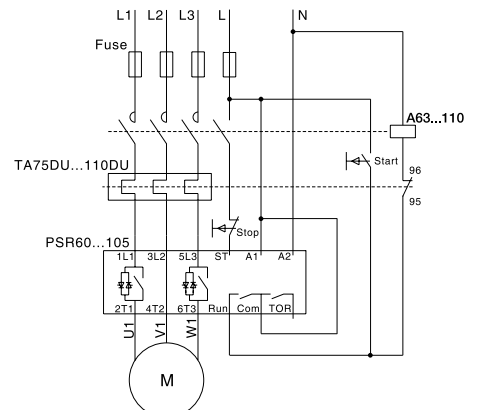 L1 L2 L3 L N
Fuse
A63...110
Start
TA75DU...110DU
96
95
Stop
PSR60...105
1L1 3L2 5L3 ST A1 A2
2T1 4T2 6T3 Run Com TOR
U1 V1 W1
M